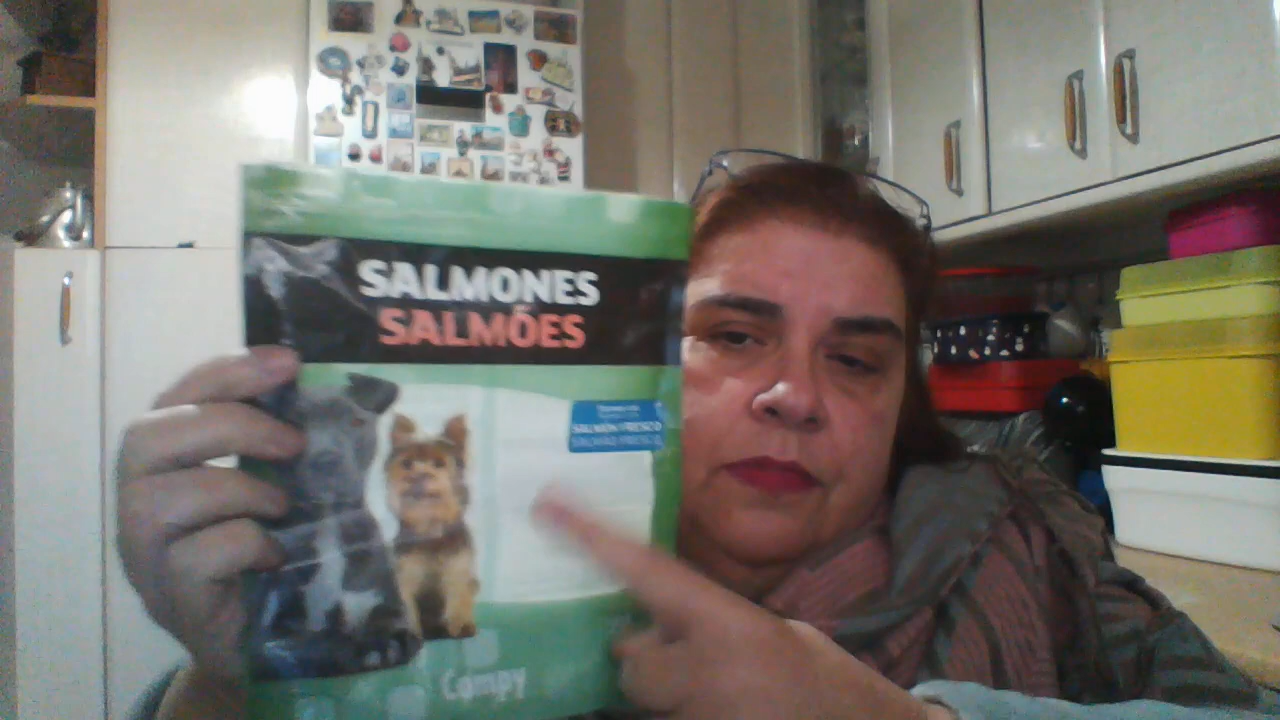 SALMONES
SALMÕES
SALMÓN FRESCO
SALMÃO FRESCO
Compy